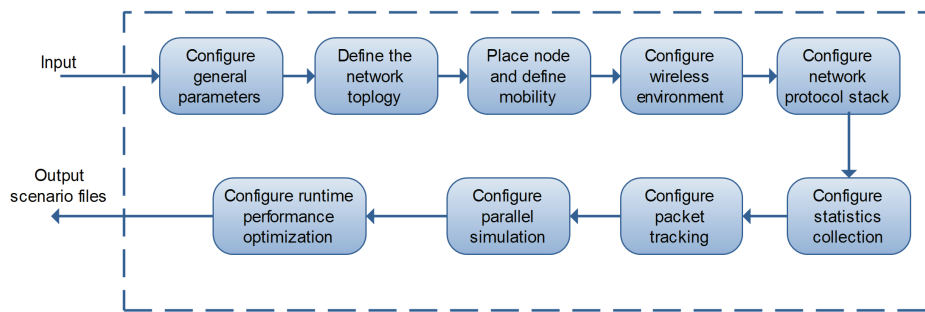 Input
Configure
general
parameters
Define the
network
toplogy
Place node
and define
mobility
Configure
wireless
environment
Configure
network
protocol stack
Output
scenario files
Configure runtime
performance
optimization
Configure
parallel
simulation
Configure
packet
tracking
Configure
statistics
collection